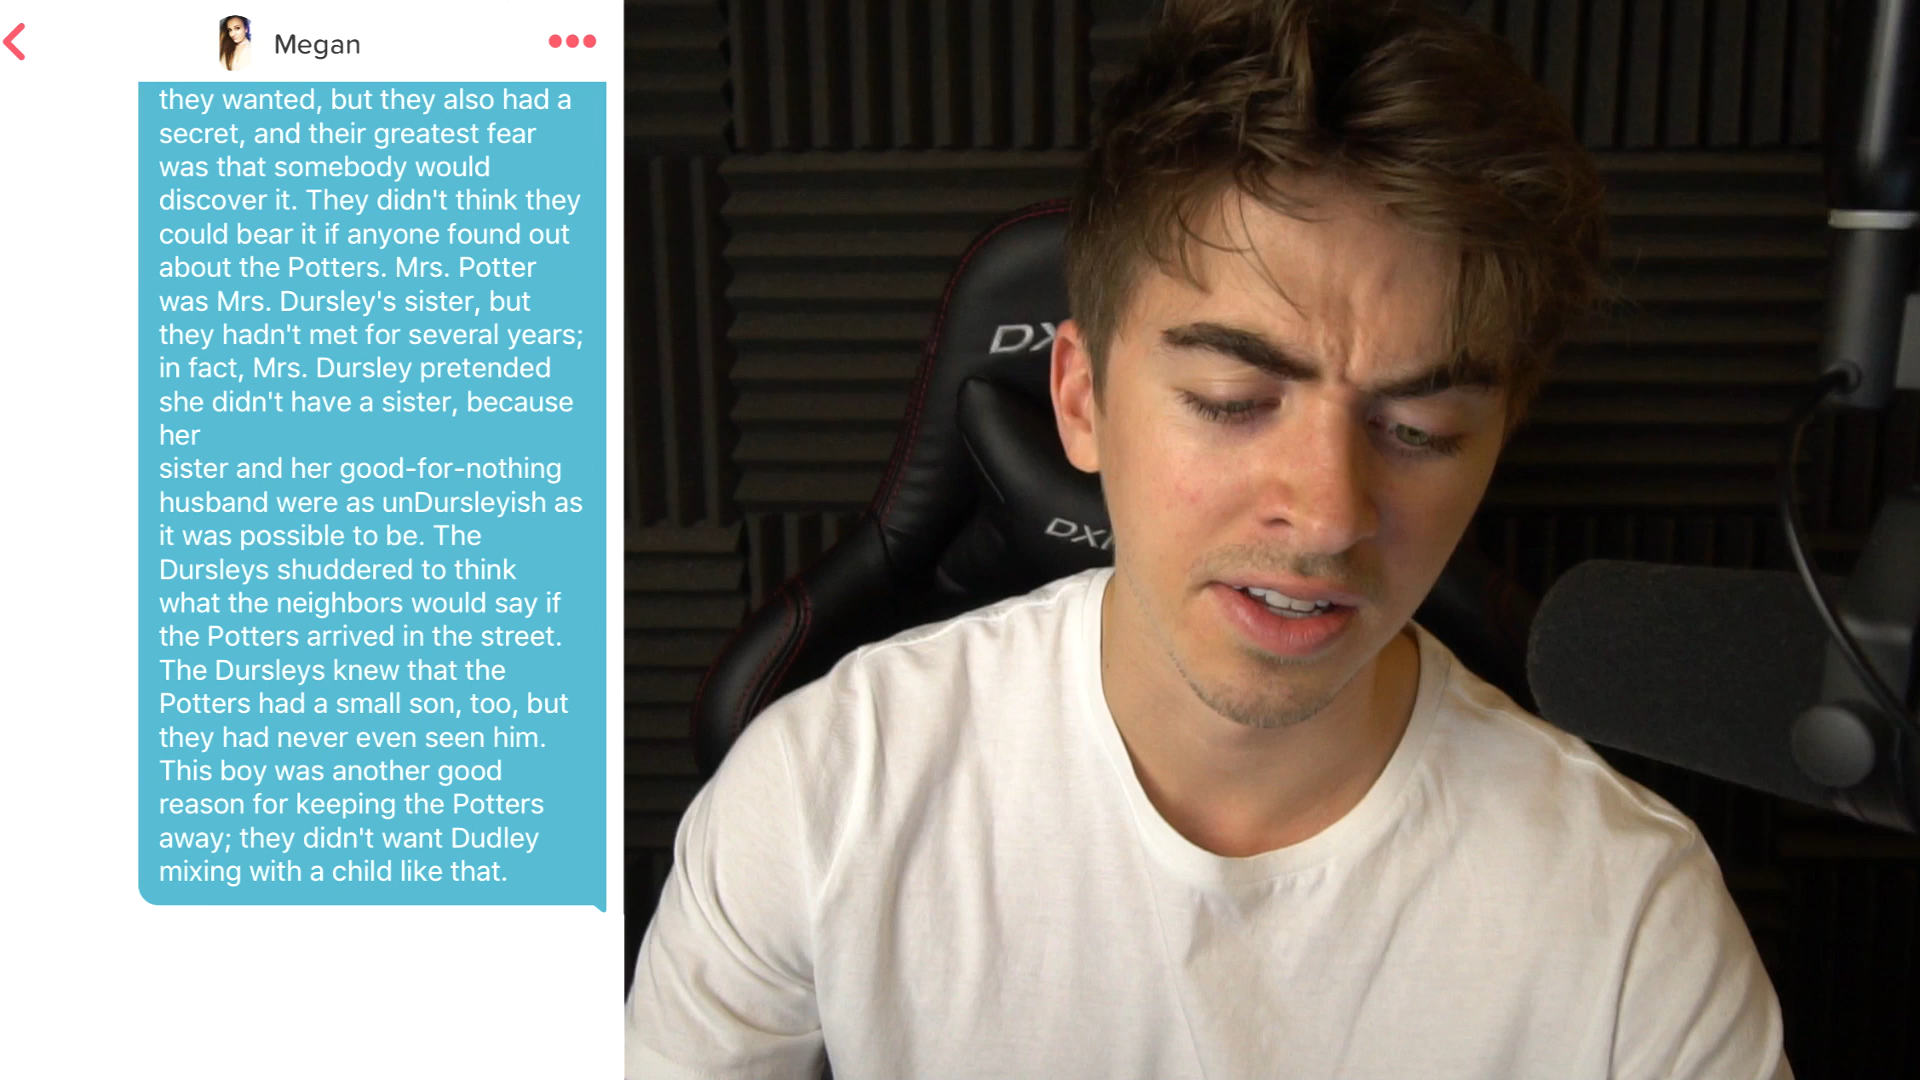 Megan
they wanted, but they also had a
secret, and their greatest fear
was that somebody would
discover it. They didn't think they
could bear it if anyone found out
about the Potters. Mrs. Potter
was Mrs. Dursley's sister, but
they hadn't met for several years;
in fact, Mrs. Dursley pretended
she didn't have a sister, because
her
sister and her good-for-nothing
husband were as unDursleyish as
it was possible to be. The
Dursleys shuddered to think
what the neighbors would say if
the Potters arrived in the street.
The Dursleys knew that the
Potters had a small son, too, but
they had never even seen him.
This boy was another good
reason for keeping the Potters
away; they didn't want Dudley
mixing with a child like that.